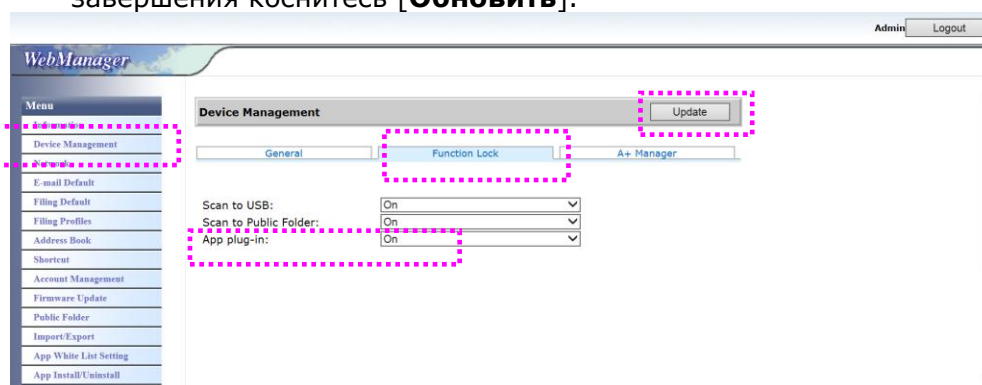 завершения коснитесь [Обновить].
Admin Logout
WebManager
Menu
Information
Device Management
Network
E-mail Default
Filing Default
Filing Profiles
Address Book
Shortcut
Account Management
Firmware Update
Public Folder
Import/Export
App White List Setting
App Install/Uninstall
Device Management Update
General Function Lock A+ Manager
Scan to USB: On
Scan to Public Folder: On
App plug-in: On